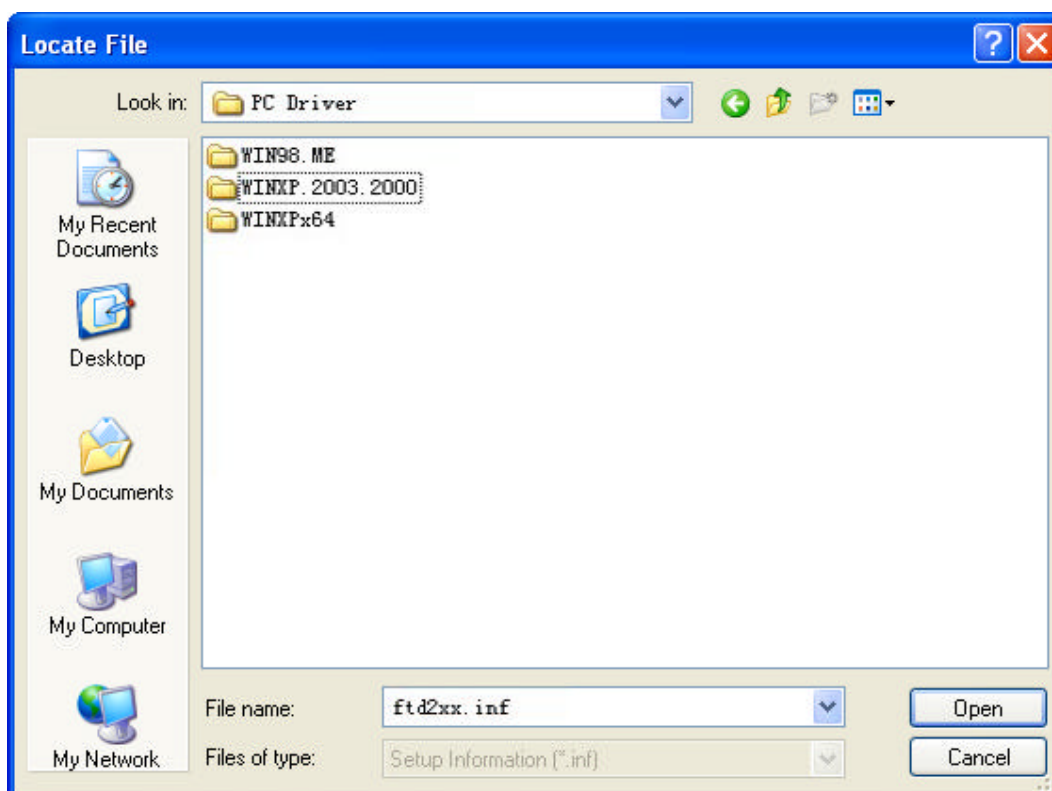 Locate File
Look in:
PC Driver
WIN98.ME
WINXP.2003.2000
WINXPx64
My Recent
Documents
Desktop
My Documents
My Computer
My Network
File name:
ftd2xx.inf
Open
Files of type:
Setup Information (*.inf)
Cancel